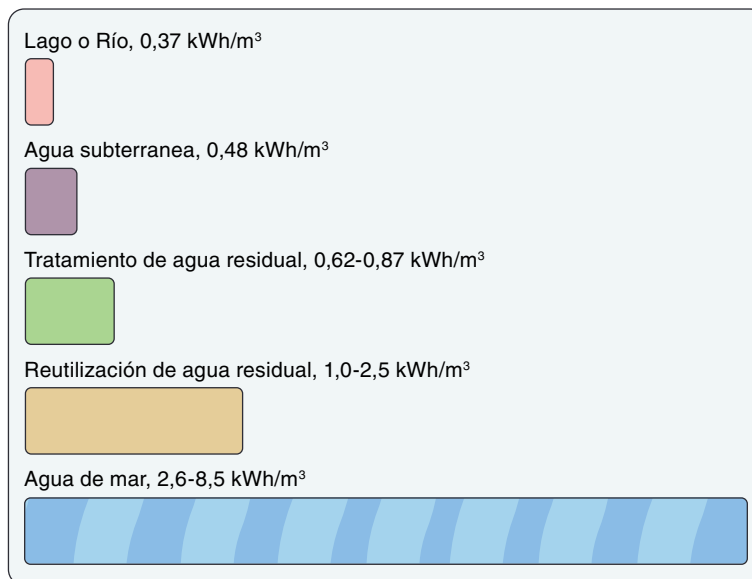 Lago o Río, 0,37 kWh/m³
Agua subterranea, 0,48 kWh/m³
Tratamiento de agua residual, 0,62-0,87 kWh/m³
Reutilización de agua residual, 1,0-2,5 kWh/m³
Agua de mar, 2,6-8,5 kWh/m³